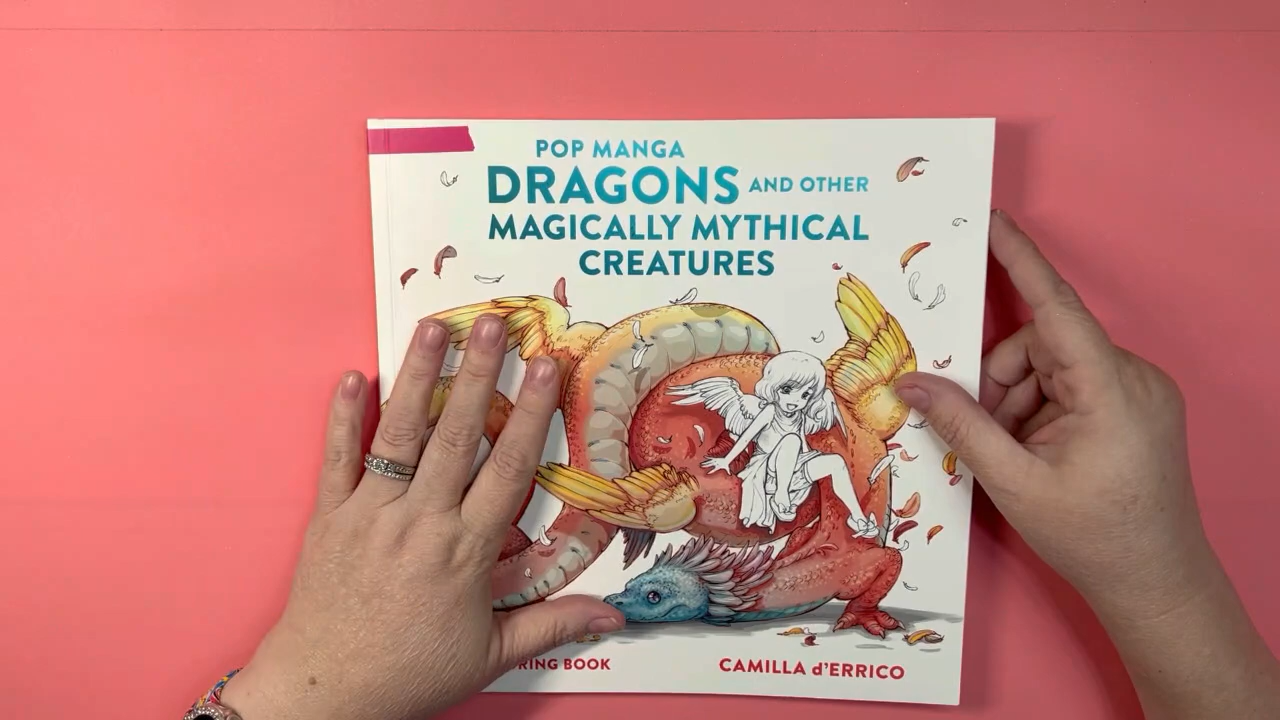 POP MANGA
DRAGONS AND OTHER
MAGICALLY MYTHICAL
CREATURES
RING BOOK
CAMILLA d'ERRICO